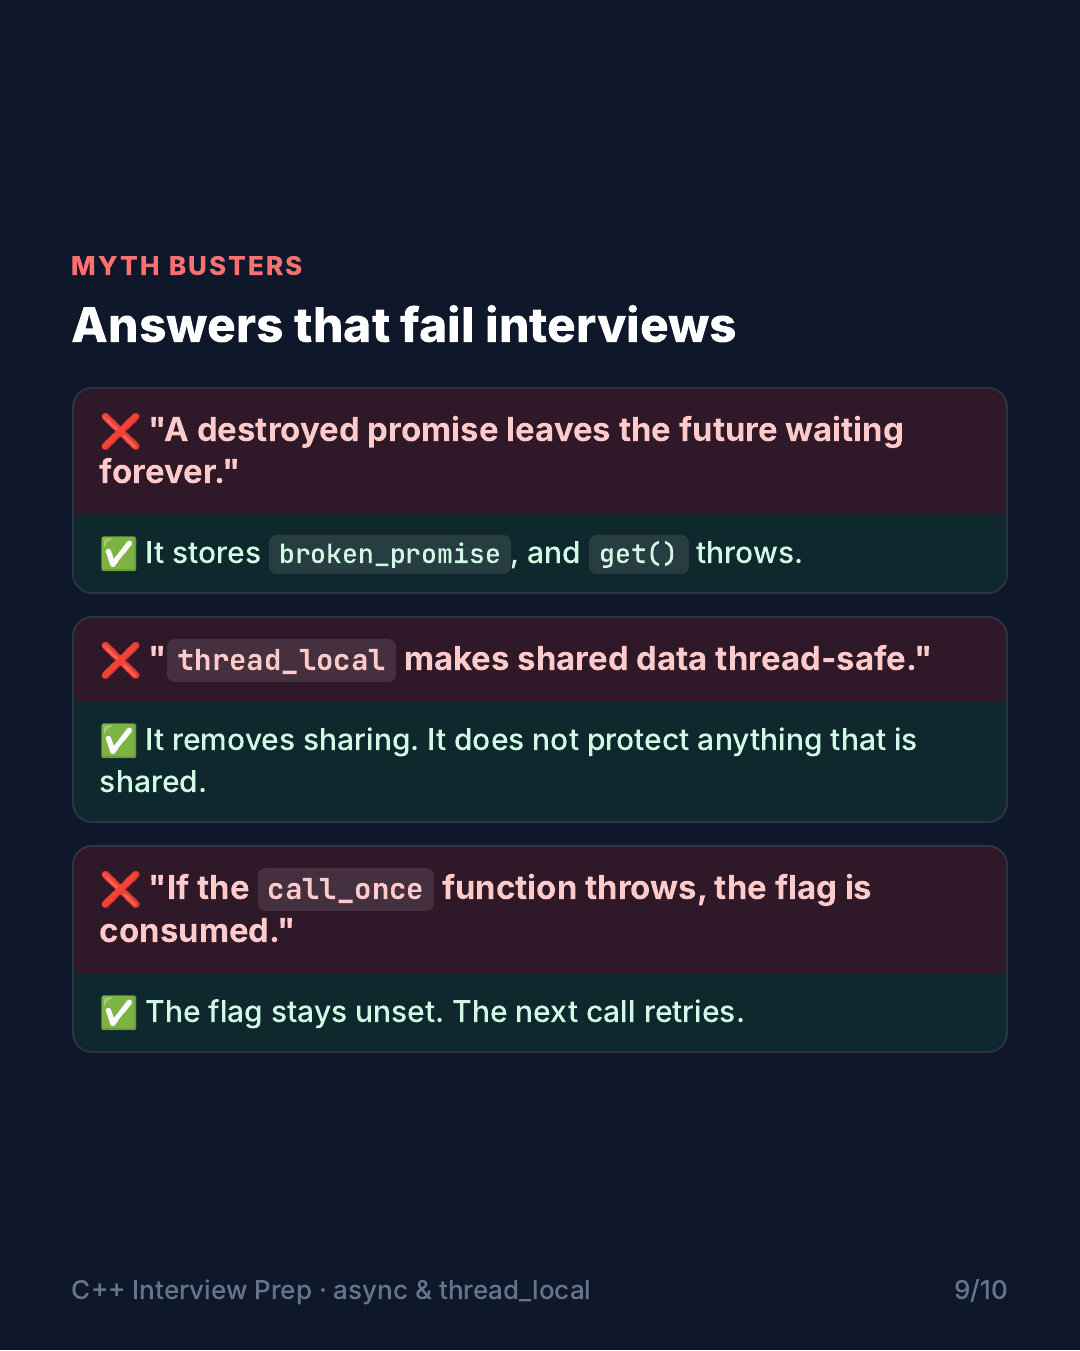 MYTH BUSTERS
Answers that fail interviews
❌ "A destroyed promise leaves the future waiting
forever."
✅ It stores broken_promise, and get() throws.
❌ "thread_local makes shared data thread-safe."
✅ It removes sharing. It does not protect anything that is
shared.
❌ "If the call_once function throws, the flag is
consumed."
✅ The flag stays unset. The next call retries.
C++ Interview Prep · async & thread_local
9/10